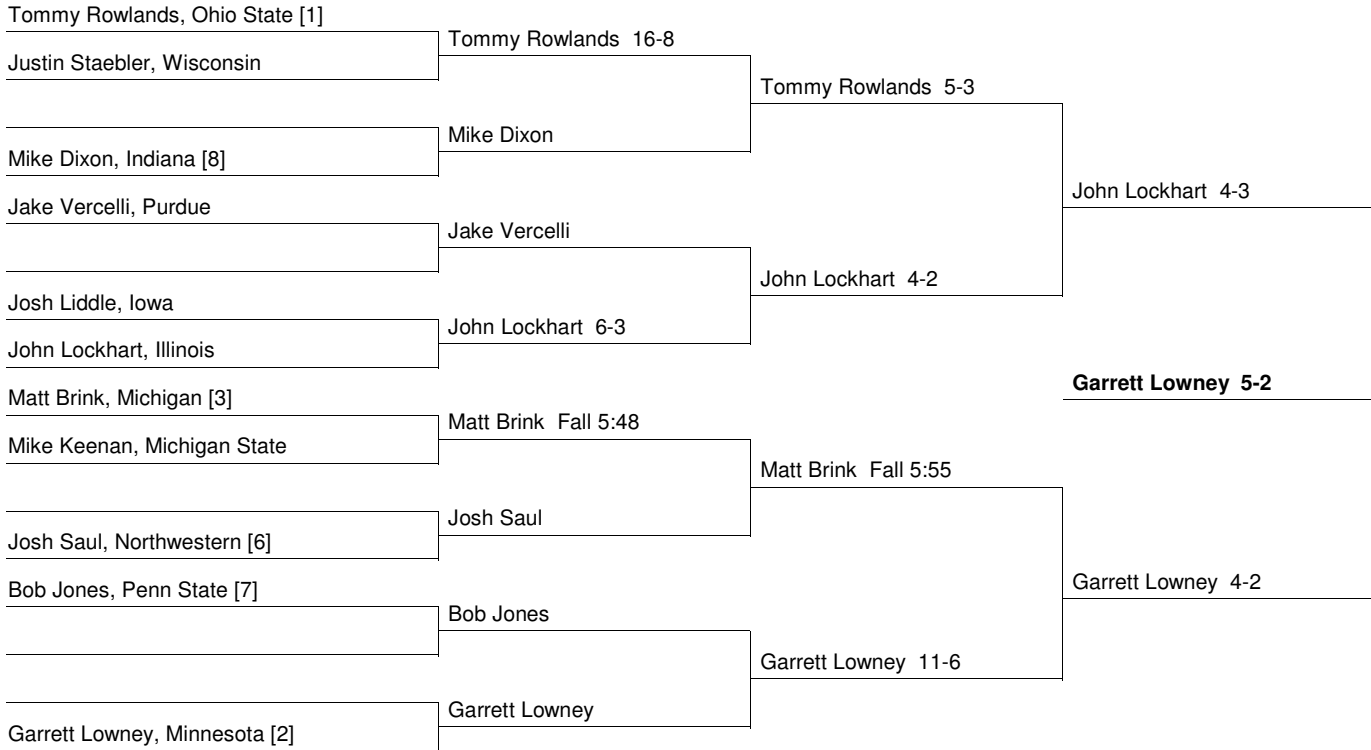 Tommy Rowlands, Ohio State [1]
Justin Staebler, Wisconsin
Mike Dixon, Indiana [8]
Jake Vercelli, Purdue
Josh Liddle, Iowa
John Lockhart, Illinois
Matt Brink, Michigan [3]
Mike Keenan, Michigan State
Josh Saul, Northwestern [6]
Bob Jones, Penn State [7]
Garrett Lowney, Minnesota [2]
Tommy Rowlands 16-8
Mike Dixon
Jake Vercelli
John Lockhart 6-3
Matt Brink Fall 5:48
Josh Saul
Bob Jones
Garrett Lowney
Tommy Rowlands 5-3
John Lockhart 4-2
Matt Brink Fall 5:55
Garrett Lowney 11-6
John Lockhart 4-3
Garrett Lowney 4-2
Garrett Lowney 5-2